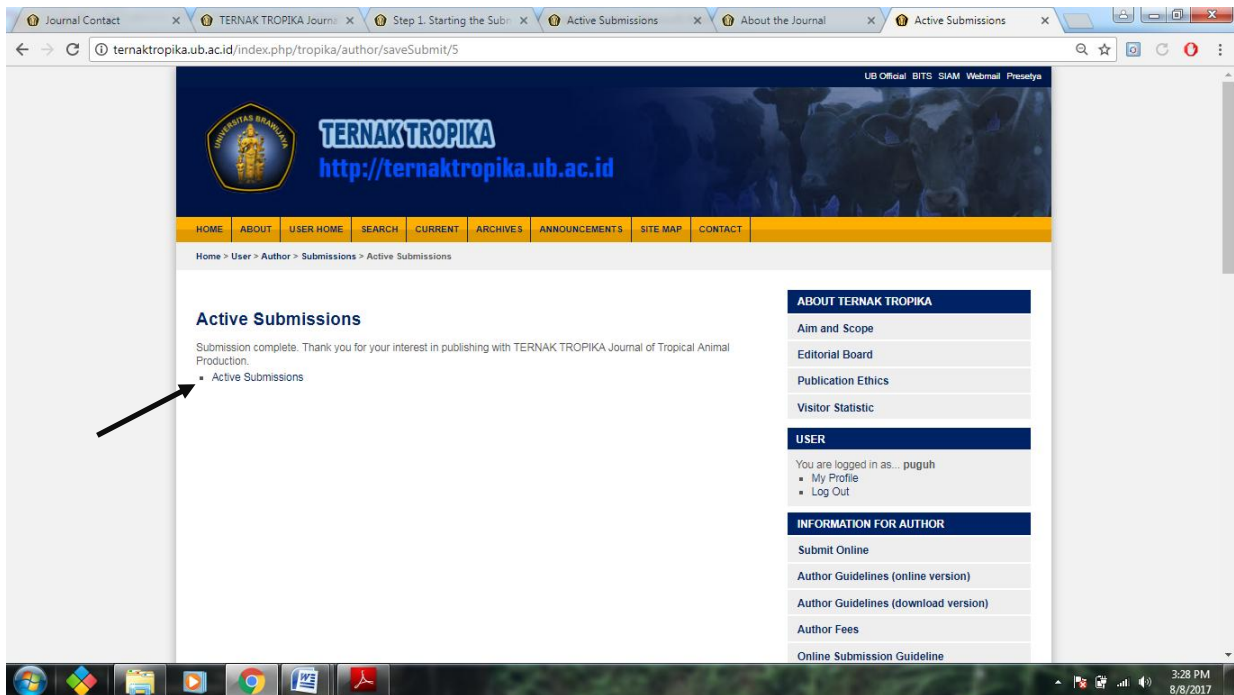 Journal Contact
TERNAK TROPIKA Journa
Step 1. Starting the Subm
Active Submissions
About the Journal
Active Submissions
ternaktropika.ub.ac.id/index.php/tropika/author/saveSubmit/5
UB Official BITS SIAM Webmail Prasetya
UNIVERSITAS BRAWIJAYA
TERNAK TROPIKA
http://ternaktropika.ub.ac.id
HOME ABOUT USER HOME SEARCH CURRENT ARCHIVES ANNOUNCEMENTS SITE MAP CONTACT
Home > User > Author > Submissions > Active Submissions
Active Submissions
Submission complete. Thank you for your interest in publishing with TERNAK TROPIKA Journal of Tropical Animal
Production.
Active Submissions
ABOUT TERNAK TROPIKA
Aim and Scope
Editorial Board
Publication Ethics
Visitor Statistic
USER
You are logged in as... puguh
My Profile
Log Out
INFORMATION FOR AUTHOR
Submit Online
Author Guidelines (online version)
Author Guidelines (download version)
Author Fees
Online Submission Guideline
3:28 PM
8/8/2017